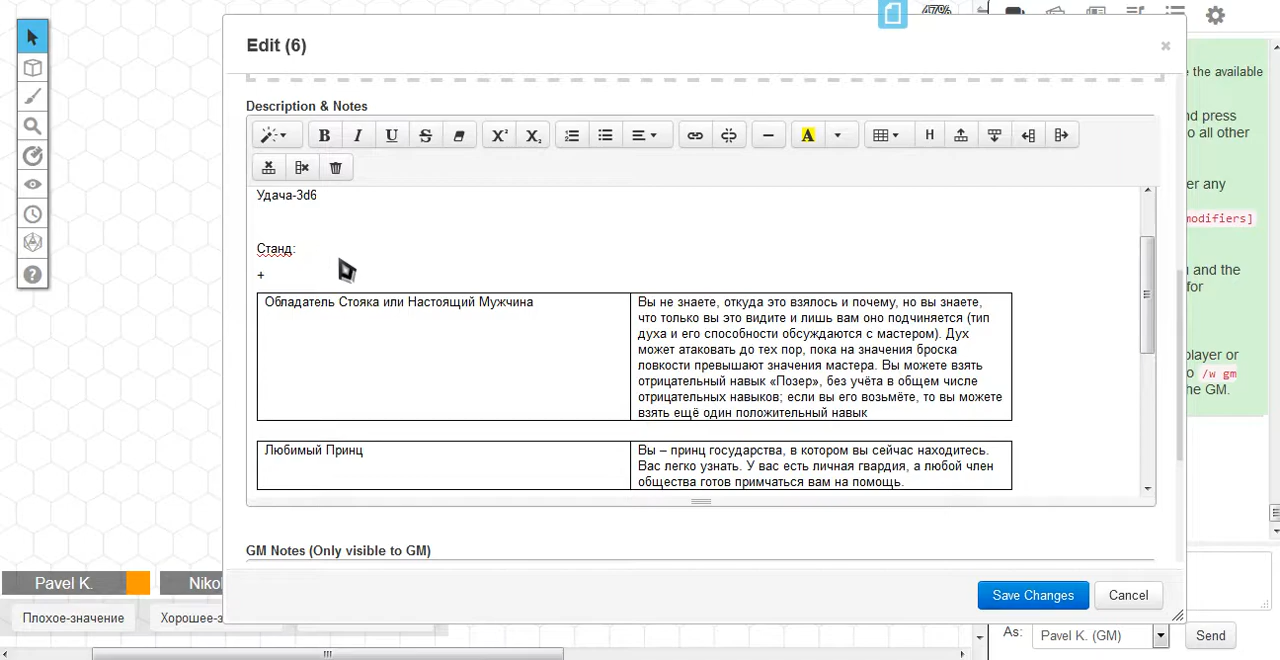 47%
Edit (6)
×
Description & Notes
B I U S X² X₂ A H
Удача-3d6
Станд:
+
Обладатель Стояка или Настоящий Мужчина
Вы не знаете, откуда это взялось и почему, но вы знаете,
что только вы это видите и лишь вам оно подчиняется (тип
духа и его способности обсуждаются с мастером). Дух
может атаковать до тех пор, пока на значения броска
ловкости превышают значения мастера. Вы можете взять
отрицательный навык «Позер», без учёта в общем числе
отрицательных навыков; если вы его возьмёте, то вы можете
взять ещё один положительный навык
Любимый Принц
Вы – принц государства, в котором вы сейчас находитесь.
Вас легко узнать. У вас есть личная гвардия, а любой член
общества готов примчаться вам на помощь.
GM Notes (Only visible to GM)
Save Changes
Cancel
e the available
nd press
o all other
er any
modifiers]
and the
for
player or
o /w gm
he GM.
Pavel K.
Niko
Плохое-значение
Хорошее-з
As:
Pavel K. (GM)
Send